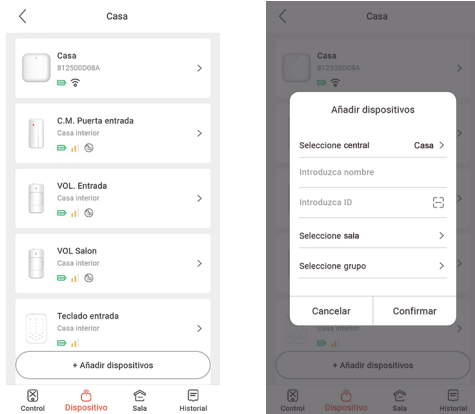 Casa
Casa
812500D08A
C.M. Puerta entrada
Casa interior
VOL. Entrada
Casa interior
VOL Salon
Casa interior
Teclado entrada
Casa interior
+ Añadir dispositivos
Control
Dispositivo
Sala
Historial
Casa
Casa
812500D08A
Añadir dispositivos
Seleccione central
Casa
Introduzca nombre
Introduzca ID
Seleccione sala
Seleccione grupo
Cancelar
Confirmar
Casa interior
+ Añadir dispositivos
Control
Dispositivo
Sala
Historial